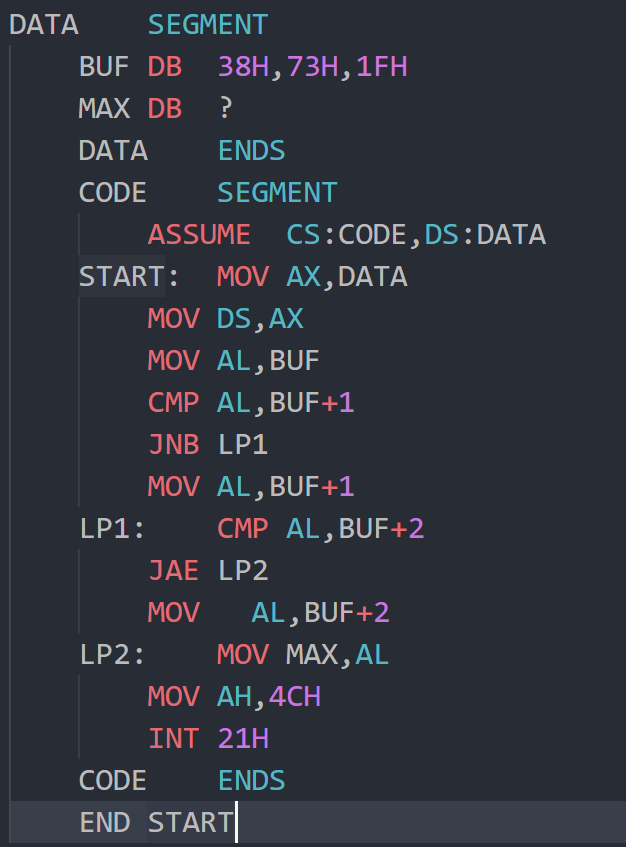 DATA    SEGMENT
    BUF DB  38H,73H,1FH
    MAX DB  ?
    DATA    ENDS
    CODE    SEGMENT
        ASSUME  CS:CODE,DS:DATA
    START:  MOV AX,DATA
        MOV DS,AX
        MOV AL,BUF
        CMP AL,BUF+1
        JNB LP1
        MOV AL,BUF+1
    LP1:    CMP AL,BUF+2
        JAE LP2
        MOV   AL,BUF+2
    LP2:    MOV MAX,AL
        MOV AH,4CH
        INT 21H
    CODE    ENDS
    END START